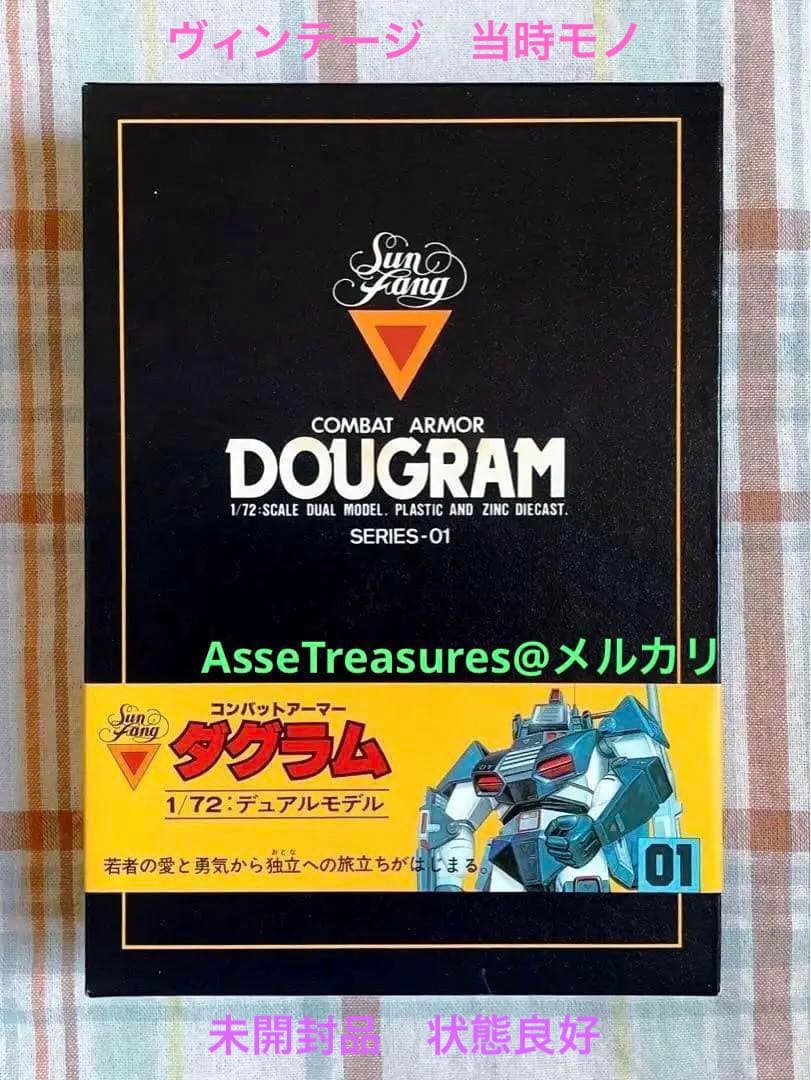 ヴィンテージ　当時モノ
Sun
Fang
COMBAT ARMOR
DOUGRAM
1/72:SCALE DUAL MODEL. PLASTIC AND ZINC DIECAST.
SERIES-01
AsseTreasures@メルカリ
Sun
Fang
コンバットアーマー
ダグラム
1/72:デュアルモデル
おとな
若者の愛と勇気から独立への旅立ちがはじまる。
01
未開封品　状態良好